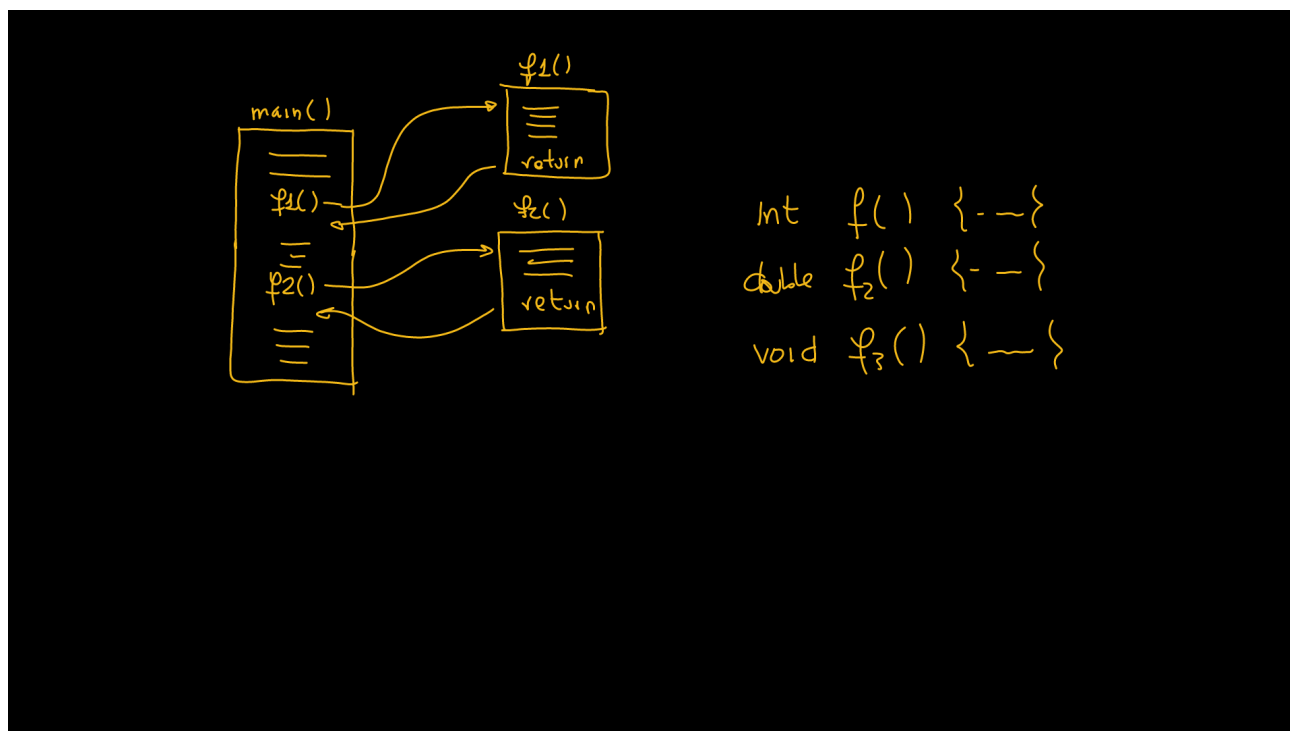 main()
f1()
f2()
f1()
return
f2()
return
int f() {- —}
double f2() {- —}
void f3() {—}